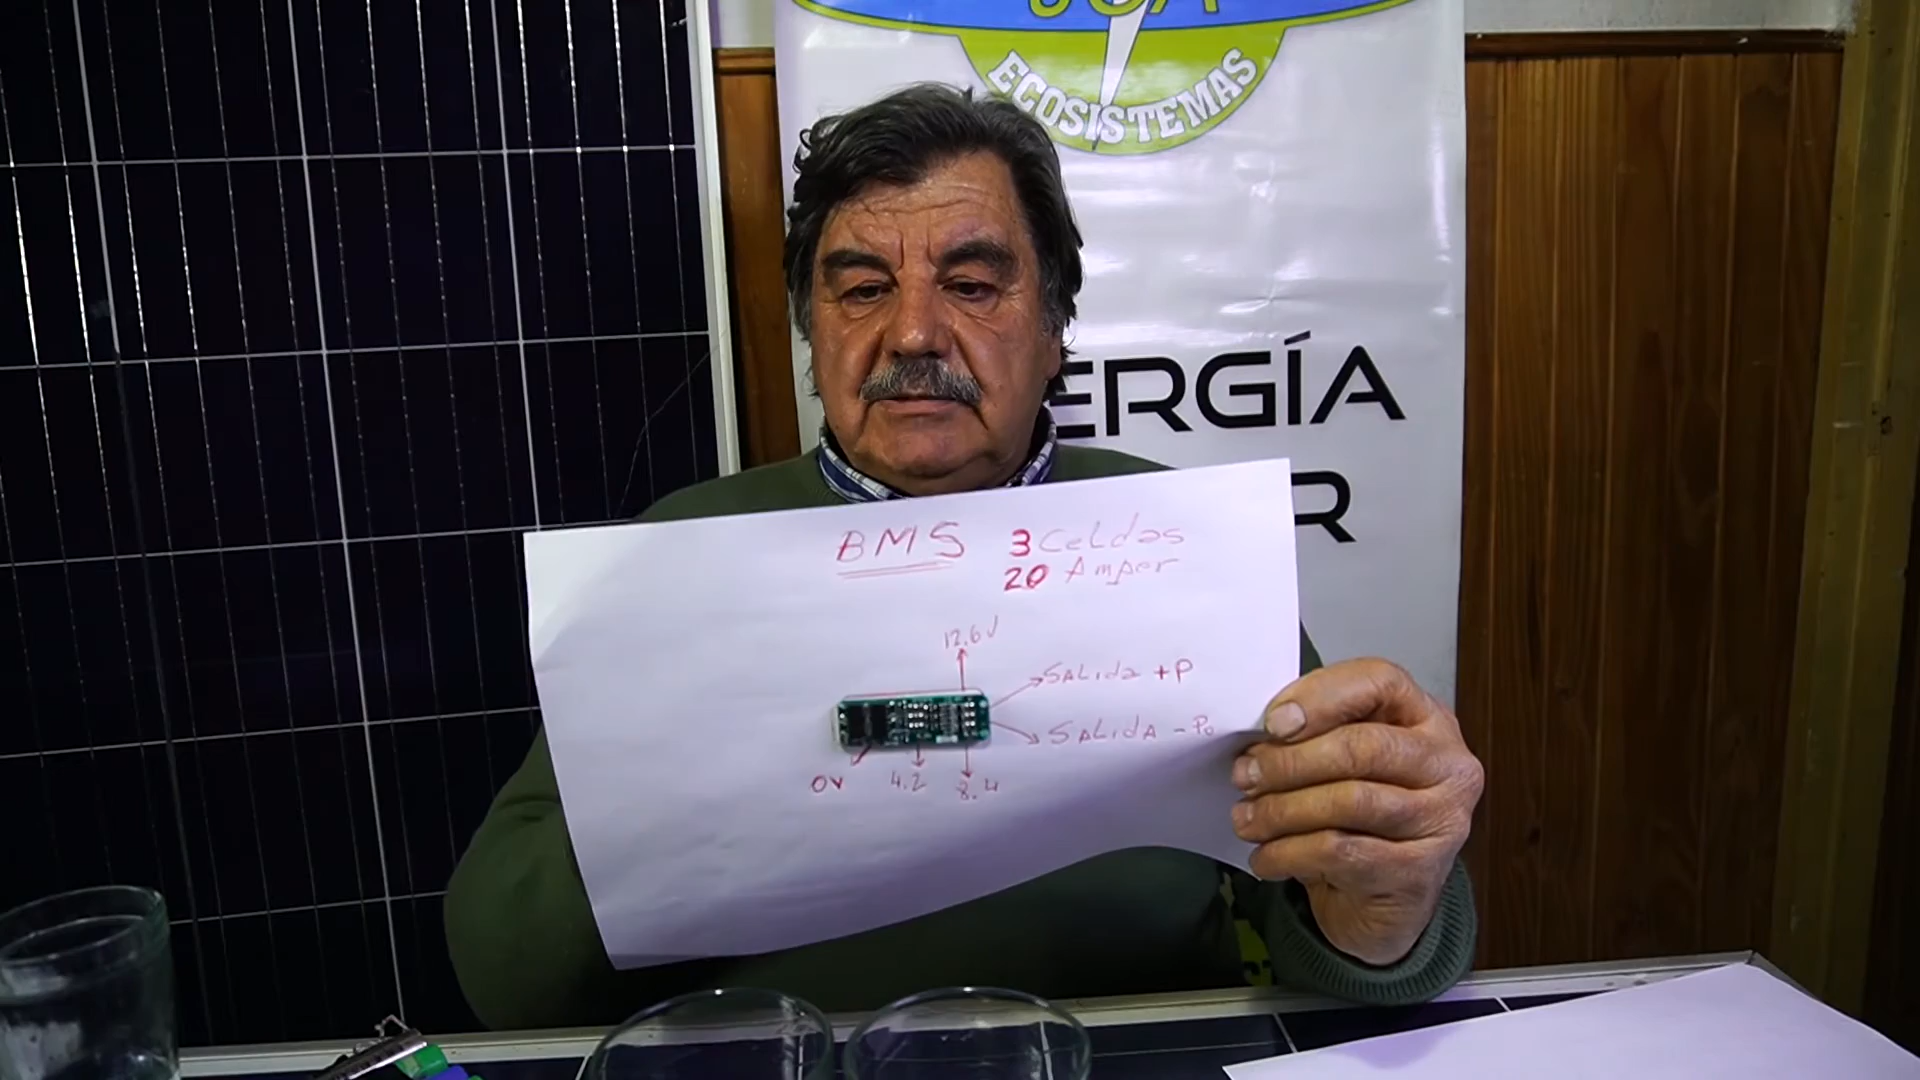 ECOSISTEMAS
ERGÍA
R
BMS 3 Celdas
20 Amper
12.6V
SALIda +P
SALIdA -Po
0V 4.2 8.4